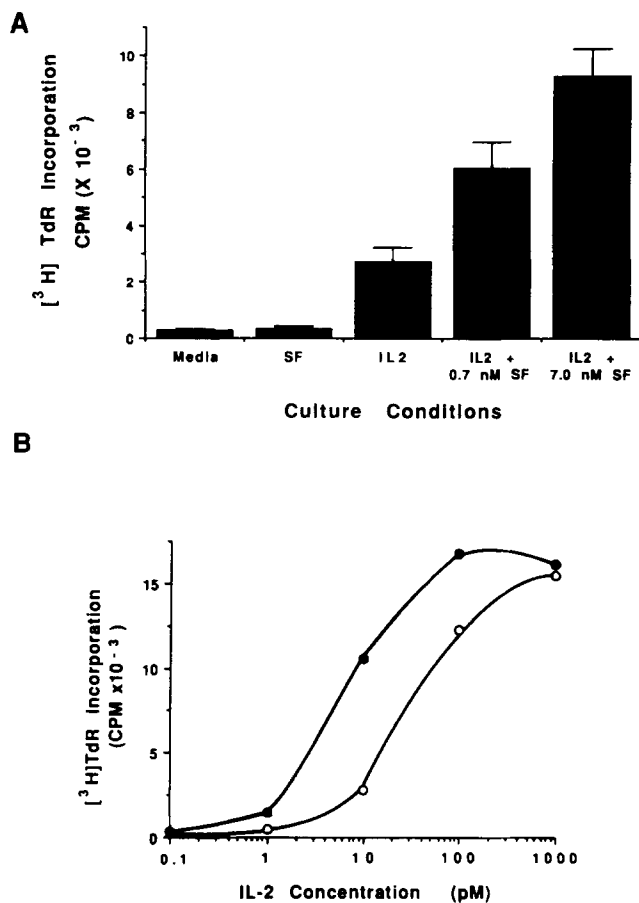 A
[³H] TdR Incorporation
CPM (X 10⁻³)
10
8
6
4
2
0
Media
SF
IL2
IL2 +
0.7 nM SF
IL2 +
7.0 nM SF
Culture Conditions
B
[³H]TdR Incorporation
(CPM x10⁻³)
15
10
5
0
0.1
1
10
100
1000
IL-2 Concentration (pM)